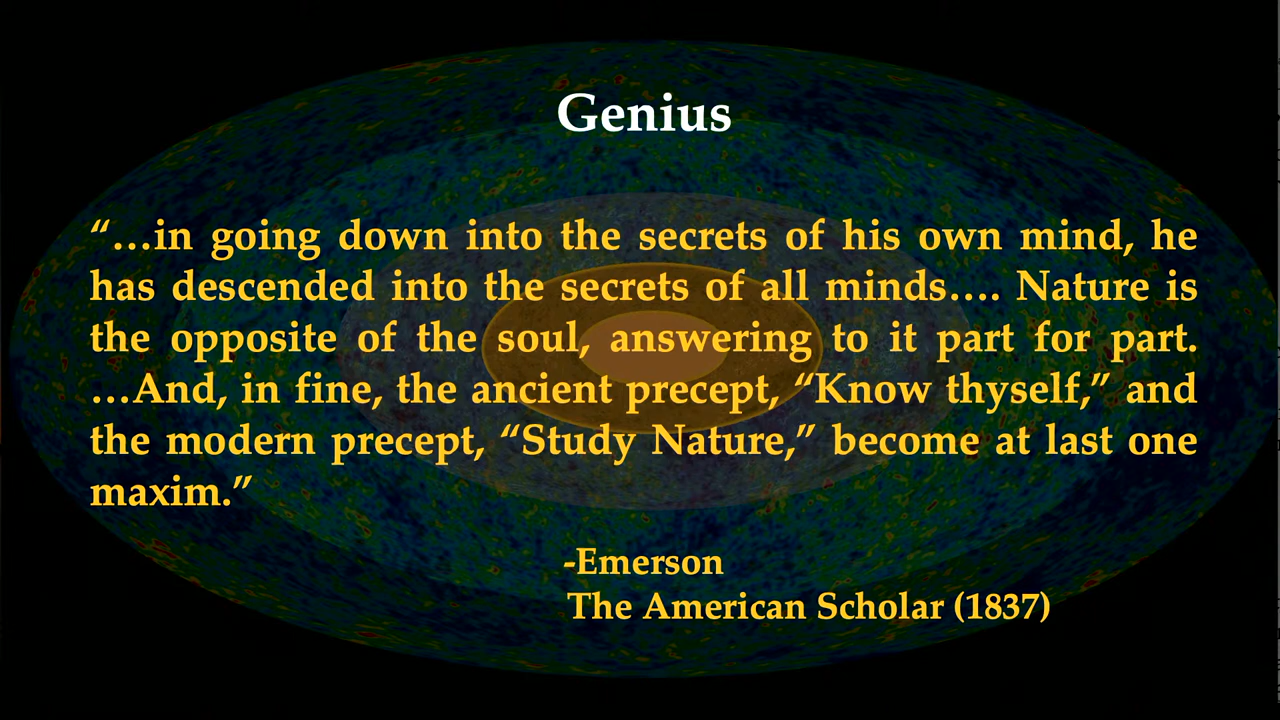 Genius
“…in going down into the secrets of his own mind, he
has descended into the secrets of all minds…. Nature is
the opposite of the soul, answering to it part for part.
…And, in fine, the ancient precept, “Know thyself,” and
the modern precept, “Study Nature,” become at last one
maxim.”
-Emerson
The American Scholar (1837)